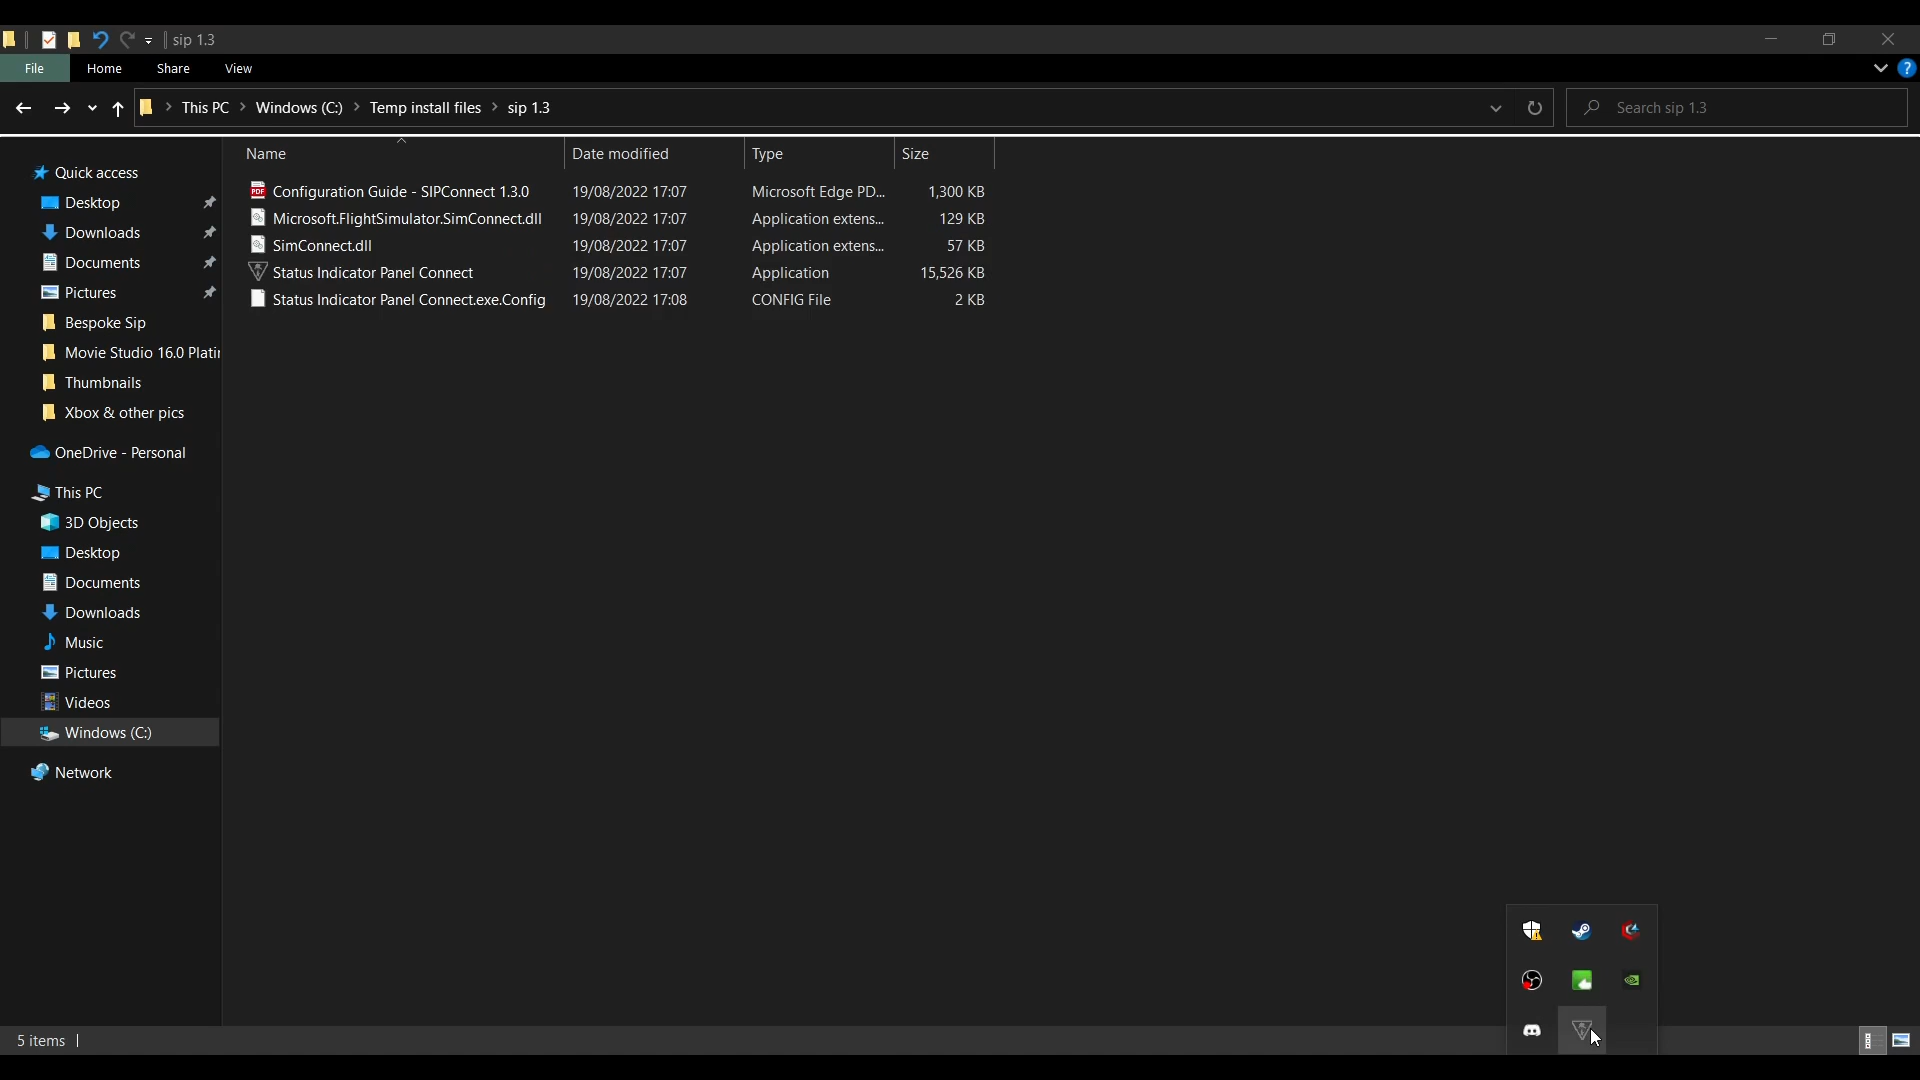 sip 1.3
File Home Share View
This PC Windows (C:) Temp install files sip 1.3
Search sip 1.3
Name Date modified Type Size
Configuration Guide - SIPConnect 1.3.0 19/08/2022 17:07 Microsoft Edge PD... 1,300 KB
Microsoft.FlightSimulator.SimConnect.dll 19/08/2022 17:07 Application extens... 129 KB
SimConnect.dll 19/08/2022 17:07 Application extens... 57 KB
Status Indicator Panel Connect 19/08/2022 17:07 Application 15,526 KB
Status Indicator Panel Connect.exe.Config 19/08/2022 17:08 CONFIG File 2 KB
Quick access
Desktop
Downloads
Documents
Pictures
Bespoke Sip
Movie Studio 16.0 Platin
Thumbnails
Xbox & other pics
OneDrive - Personal
This PC
3D Objects
Desktop
Documents
Downloads
Music
Pictures
Videos
Windows (C:)
Network
5 items